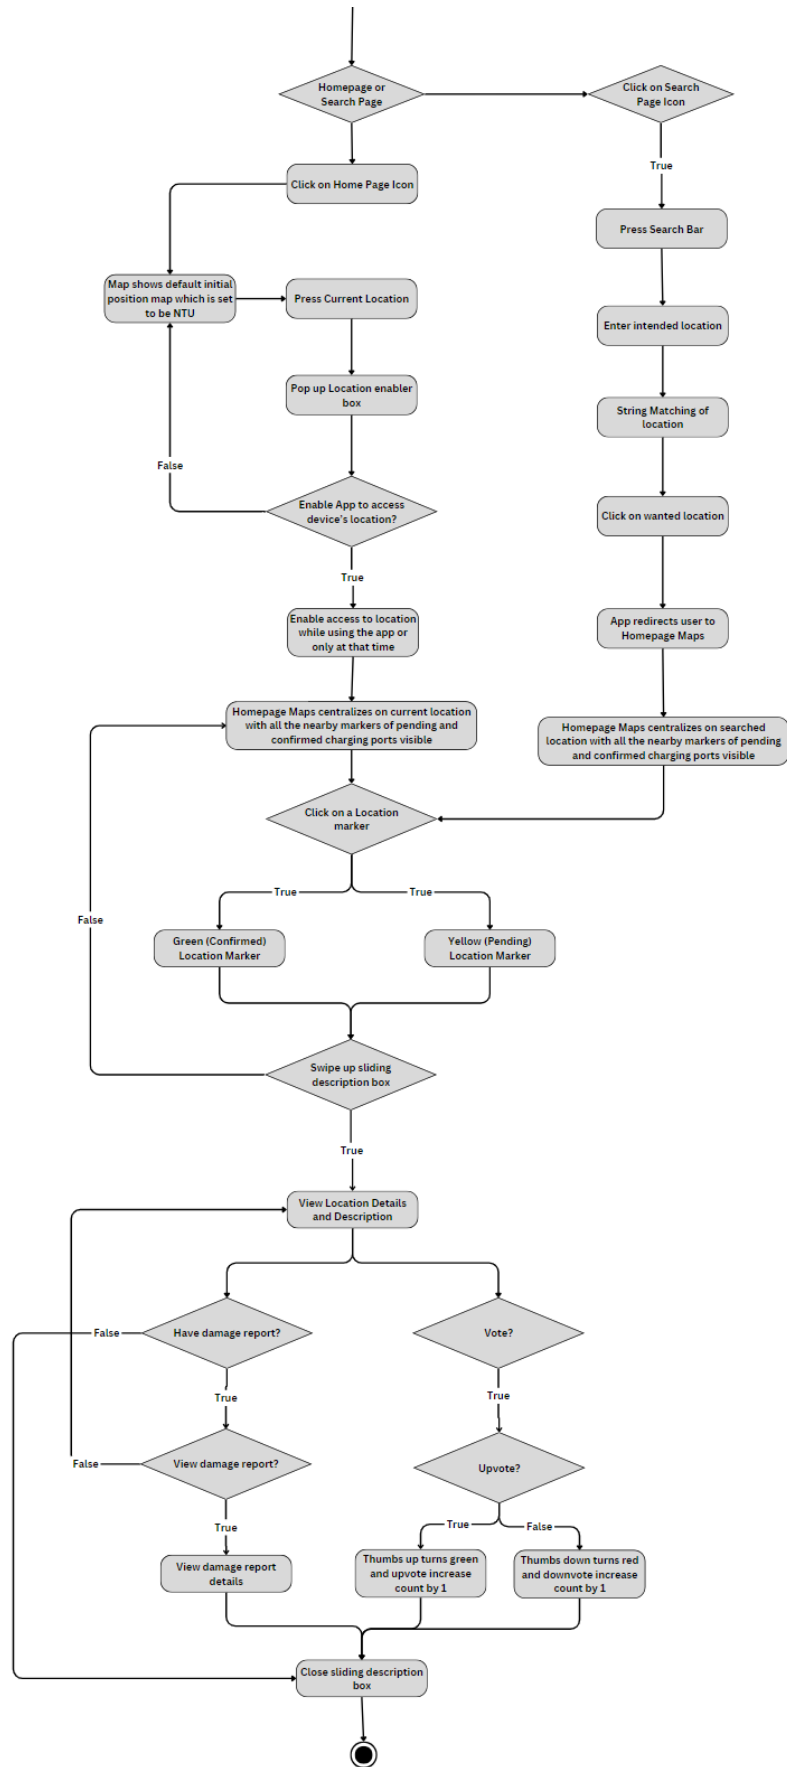 Homepage or
Search Page
Click on Search
Page Icon
True
Click on Home Page Icon
Press Search Bar
Map shows default initial
position map which is set
to be NTU
Press Current Location
Enter intended location
Pop up Location enabler
box
String Matching of
location
False
Enable App to access
device's location?
Click on wanted location
True
Enable access to location
while using the app or
only at that time
App redirects user to
Homepage Maps
Homepage Maps centralizes on current location
with all the nearby markers of pending and
confirmed charging ports visible
Homepage Maps centralizes on searched
location with all the nearby markers of pending
and confirmed charging ports visible
Click on a Location
marker
True
True
False
Green (Confirmed)
Location Marker
Yellow (Pending)
Location Marker
Swipe up sliding
description box
True
View Location Details
and Description
False
Have damage report?
Vote?
True
True
False
View damage report?
Upvote?
True
True
False
View damage report
details
Thumbs up turns green
and upvote increase
count by 1
Thumbs down turns red
and downvote increase
count by 1
Close sliding description
box